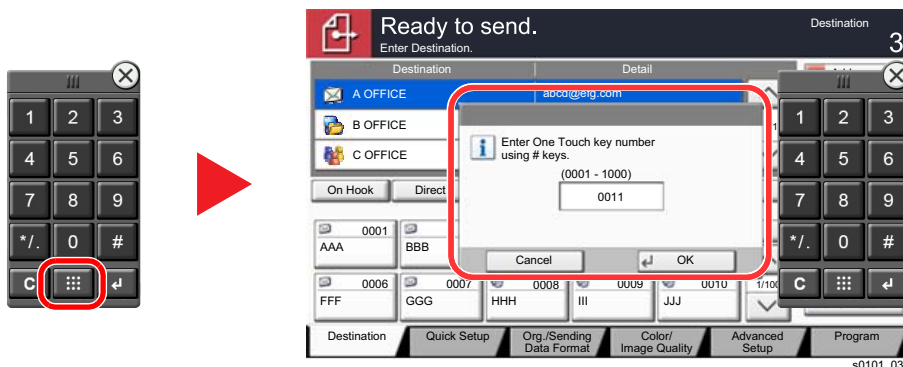 1 2 3
4 5 6
7 8 9
*/. 0 #
C
Ready to send.
Enter Destination.
Destination
3
Destination Detail
A OFFICE abcd@efg.com
B OFFICE
C OFFICE
Enter One Touch key number
using # keys.
(0001 - 1000)
0011
Cancel OK
On Hook Direct
0001
AAA BBB
0006 0007 0008 0009 0010 1/100
FFF GGG HHH III JJJ
1 2 3
4 5 6
7 8 9
*/. 0 #
C
Destination Quick Setup Org./Sending Data Format Color/ Image Quality Advanced Setup Program
s0101_03